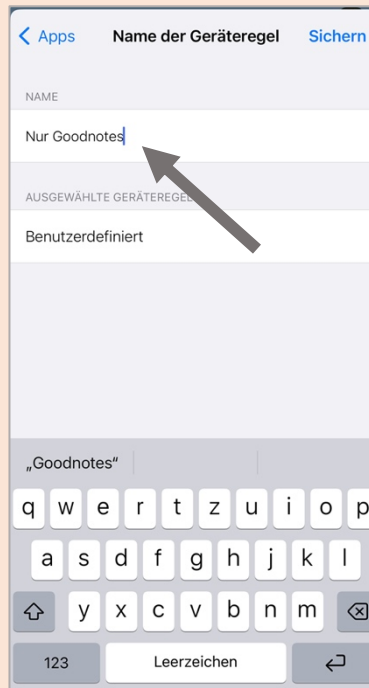 Apps Name der Geräteregel Sichern
NAME
Nur Goodnotes
AUSGEWÄHLTE GERÄTEREGEL
Benutzerdefiniert
„Goodnotes“
q w e r t z u i o p
a s d f g h j k l
y x c v b n m
123 Leerzeichen